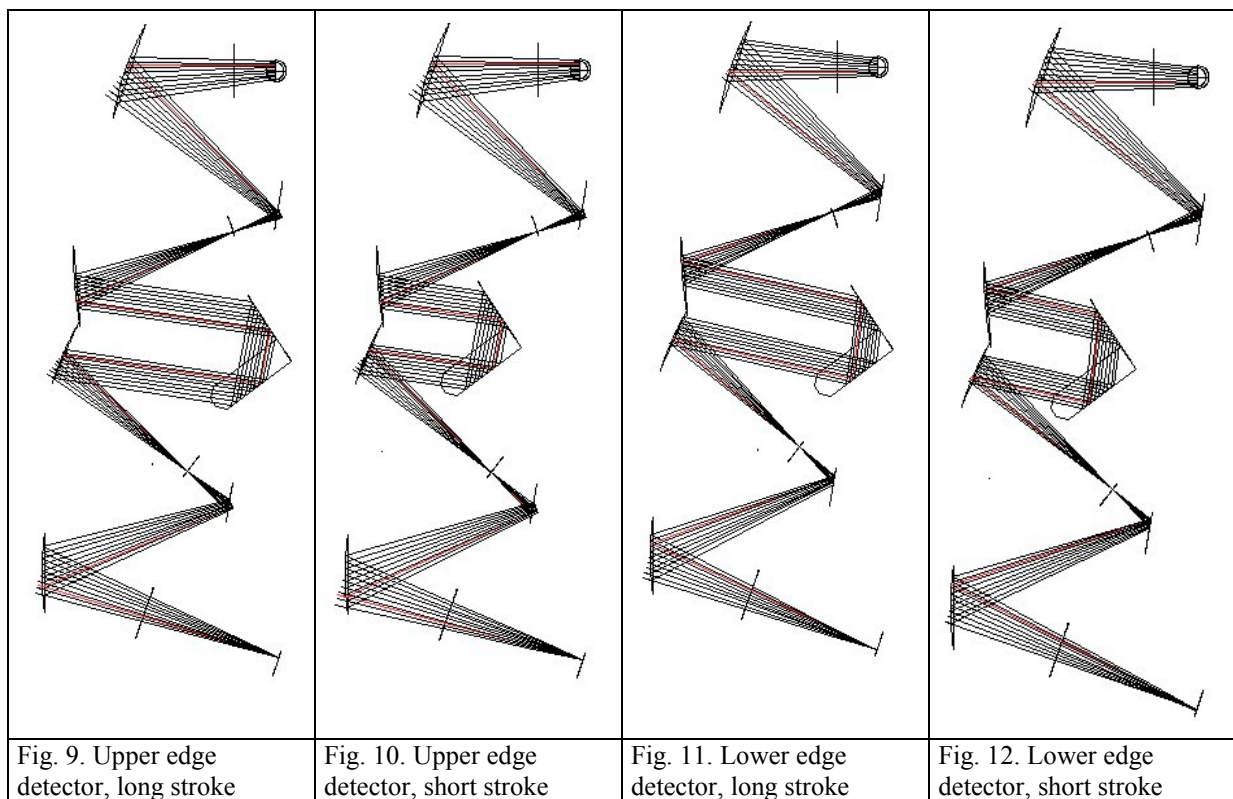 Fig. 9. Upper edge
detector, long stroke
Fig. 10. Upper edge
detector, short stroke
Fig. 11. Lower edge
detector, long stroke
Fig. 12. Lower edge
detector, short stroke